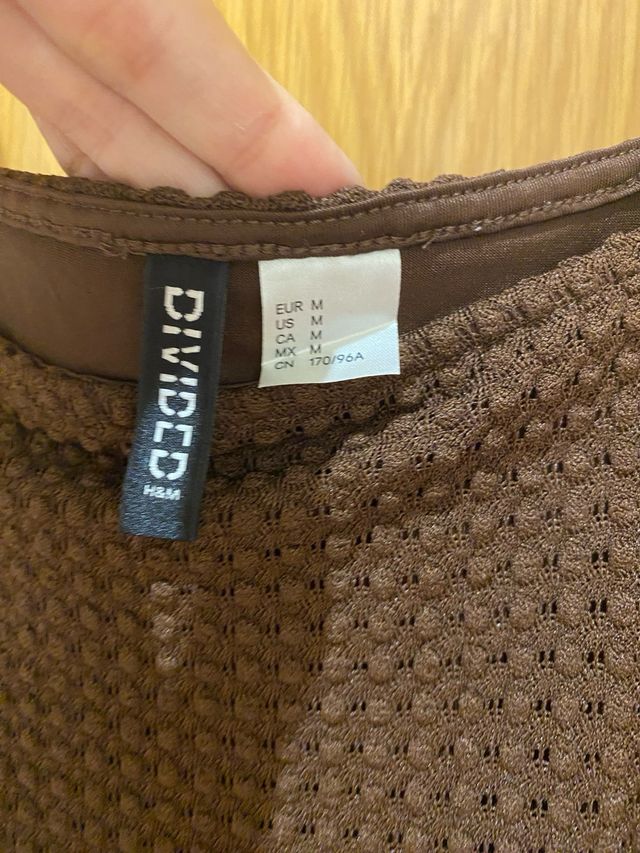 DIVIDED
H&M
EUR M
US M
CA M
MX M
CN 170/96A